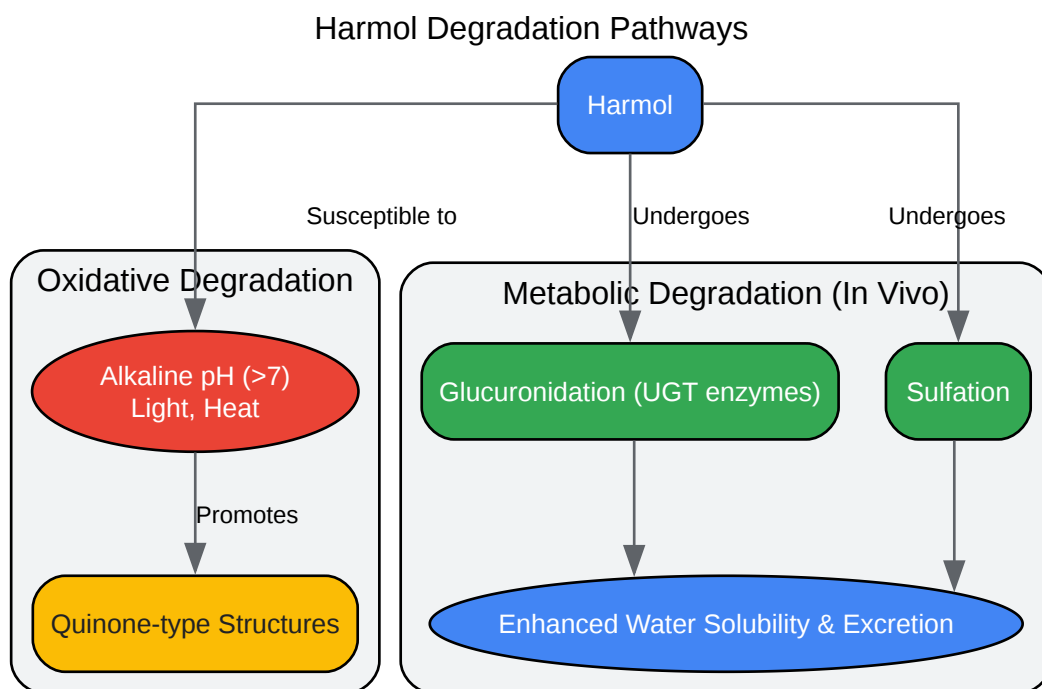 Harmol Degradation Pathways
Harmol
Susceptible to
Undergoes
Undergoes
Oxidative Degradation
Metabolic Degradation (In Vivo)
Alkaline pH (>7)
Light, Heat
Glucuronidation (UGT enzymes)
Sulfation
Promotes
Quinone-type Structures
Enhanced Water Solubility & Excretion